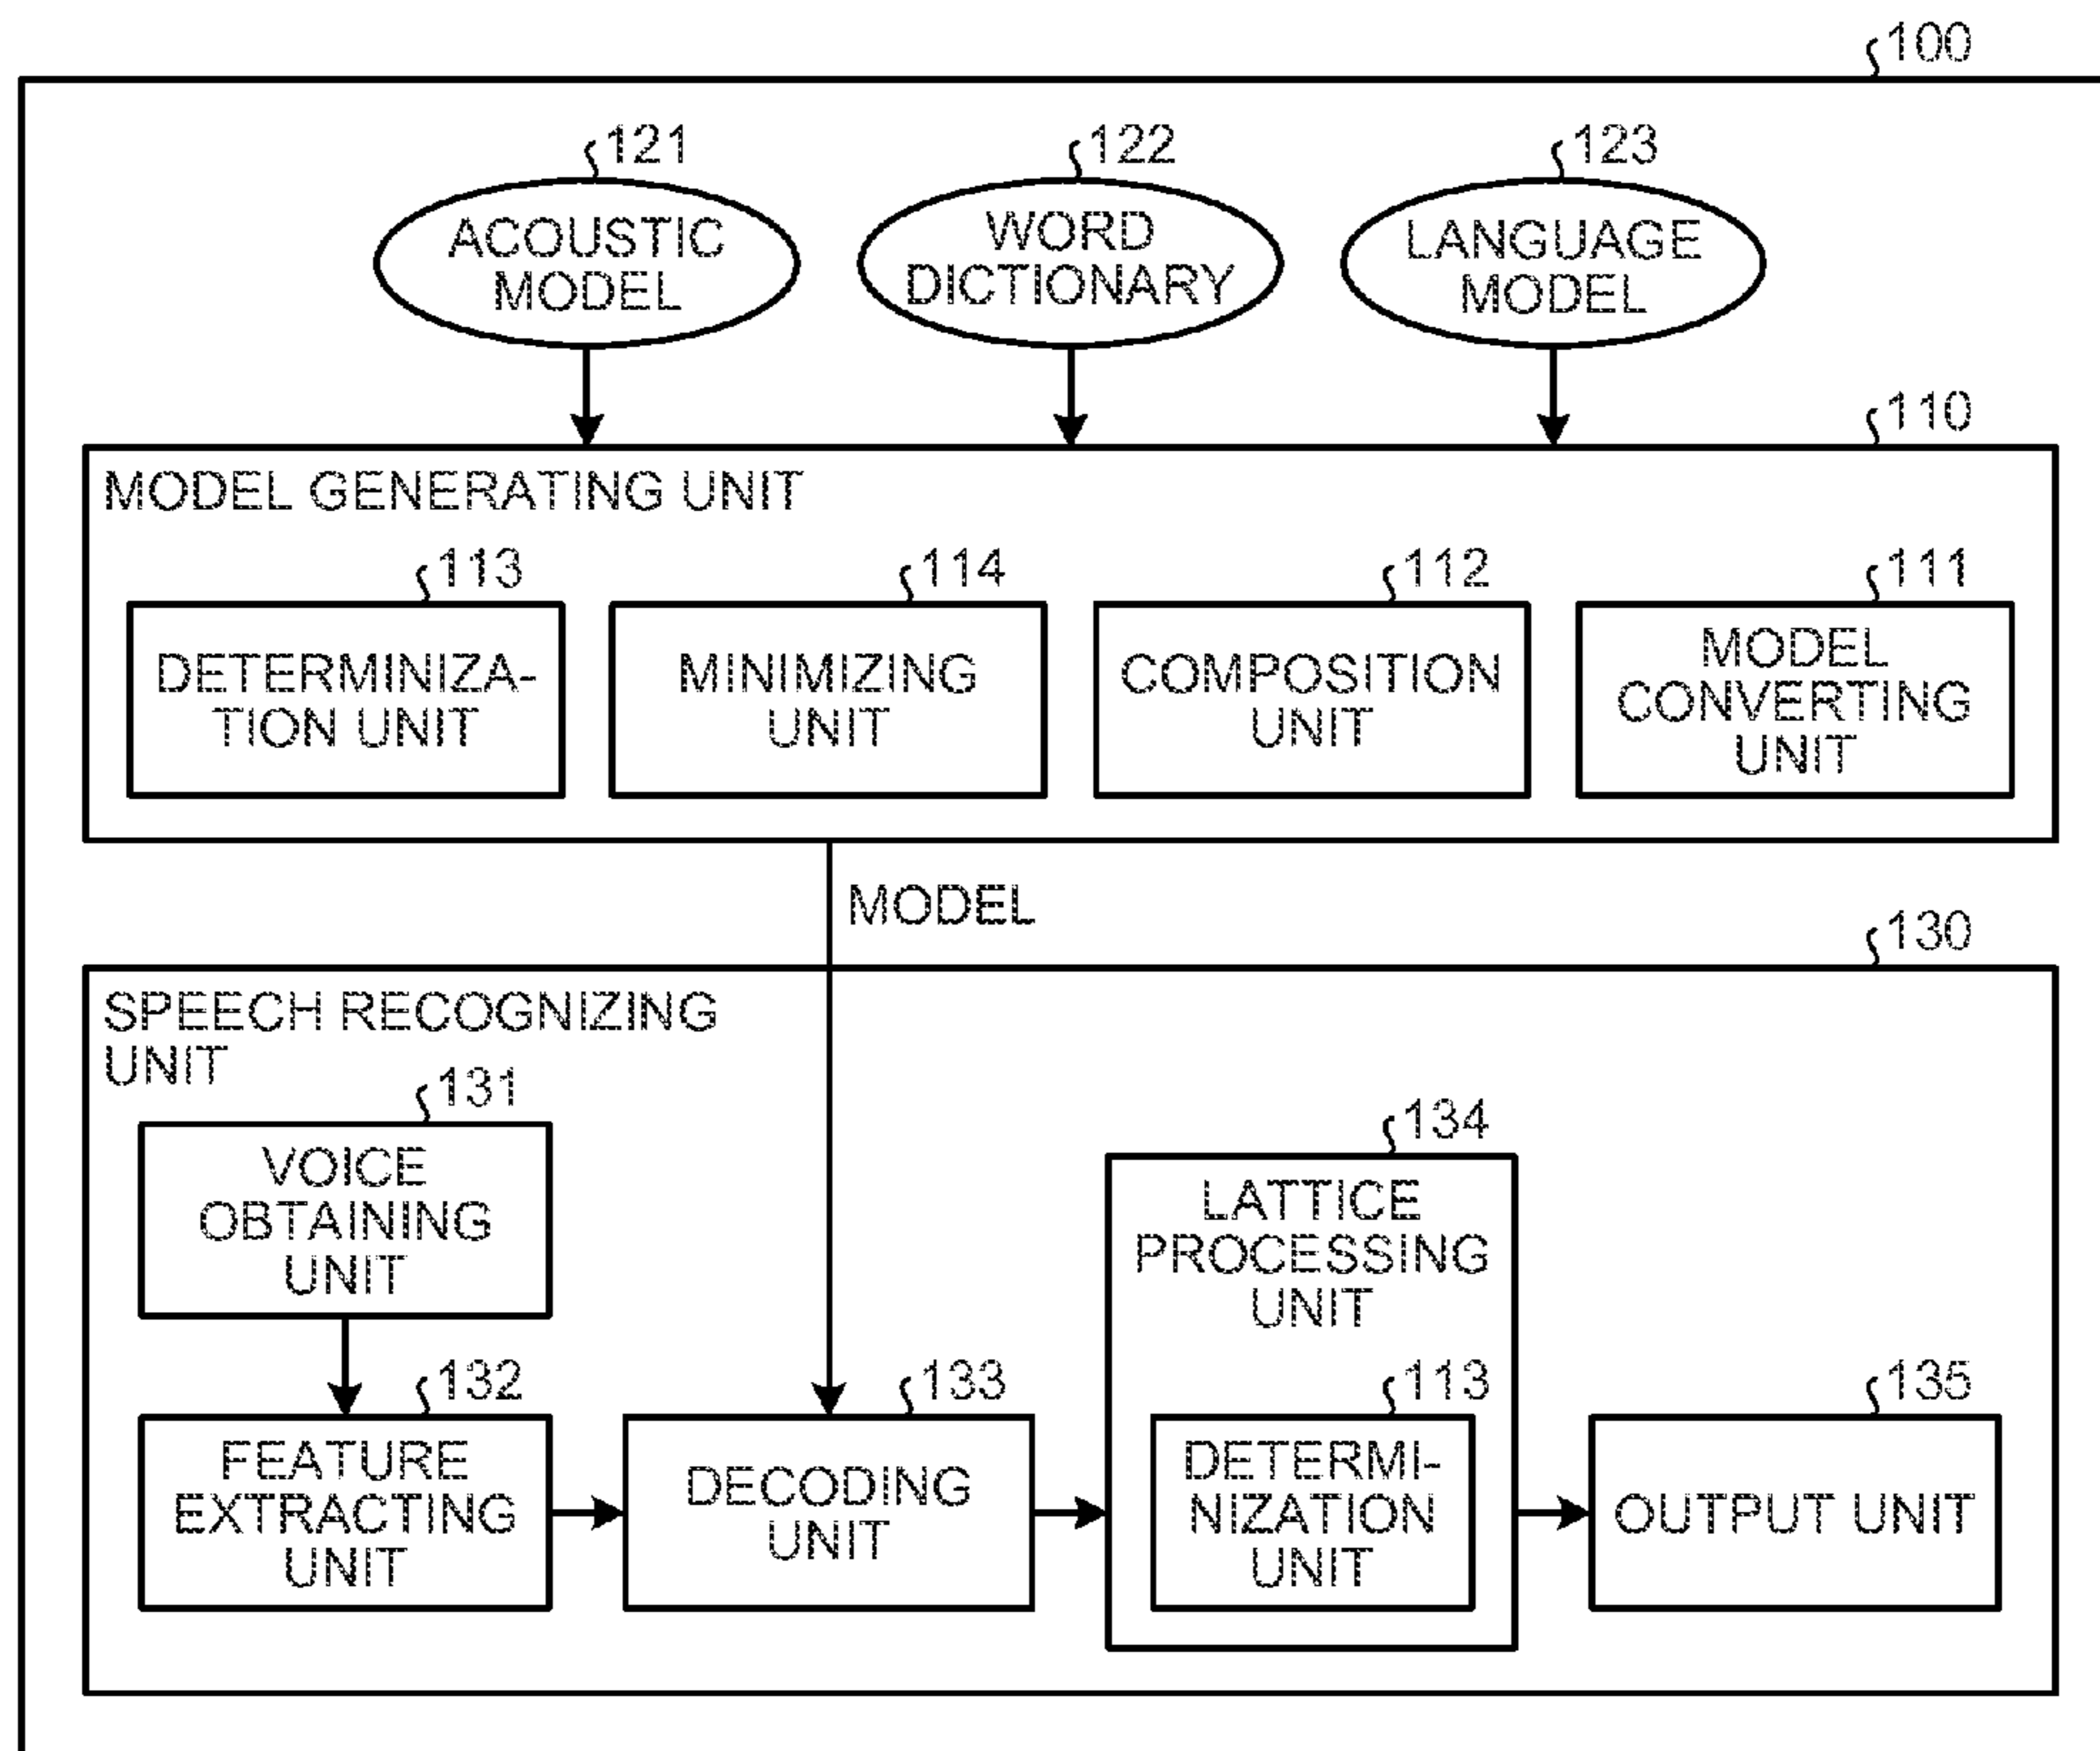 100
121
122
123
ACOUSTIC
MODEL
WORD
DICTIONARY
LANGUAGE
MODEL
110
MODEL GENERATING UNIT
113
114
112
111
DETERMINIZA-
TION UNIT
MINIMIZING
UNIT
COMPOSITION
UNIT
MODEL
CONVERTING
UNIT
MODEL
130
SPEECH RECOGNIZING
UNIT
131
VOICE
OBTAINING
UNIT
134
LATTICE
PROCESSING
UNIT
132
FEATURE
EXTRACTING
UNIT
133
DECODING
UNIT
113
DETERMI-
NIZATION
UNIT
135
OUTPUT UNIT